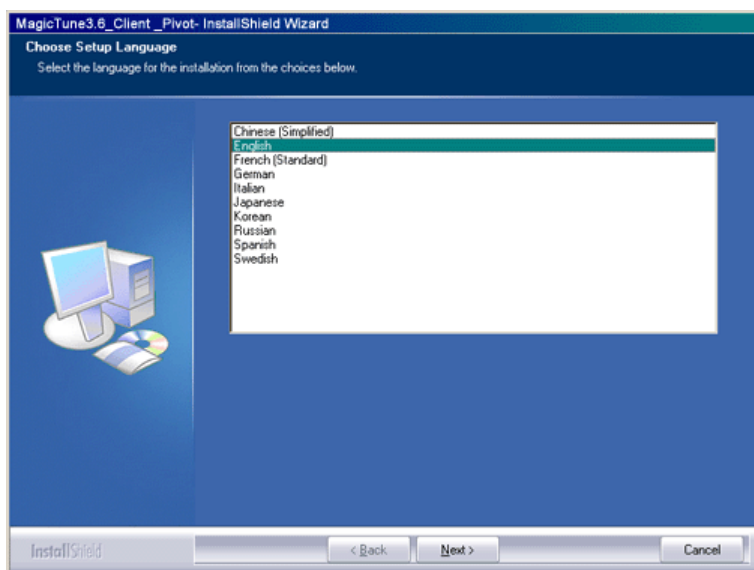 MagicTune3.6_Client _Pivot- InstallShield Wizard
Choose Setup Language
Select the language for the installation from the choices below.
Chinese (Simplified)
English
French (Standard)
German
Italian
Japanese
Korean
Russian
Spanish
Swedish
InstallShield
< Back
Next >
Cancel